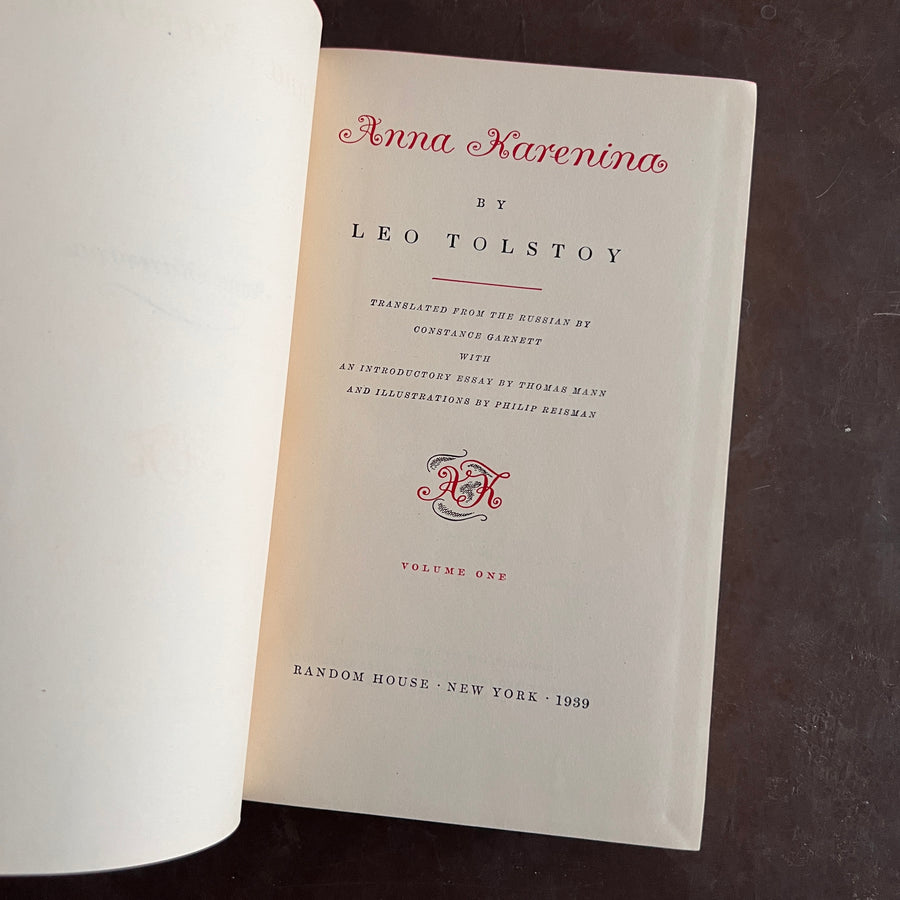 Anna Karenina
BY
LEO TOLSTOY
TRANSLATED FROM THE RUSSIAN BY
CONSTANCE GARNETT
WITH
AN INTRODUCTORY ESSAY BY THOMAS MANN
AND ILLUSTRATIONS BY PHILIP REISMAN
AK
VOLUME ONE
RANDOM HOUSE · NEW YORK · 1939